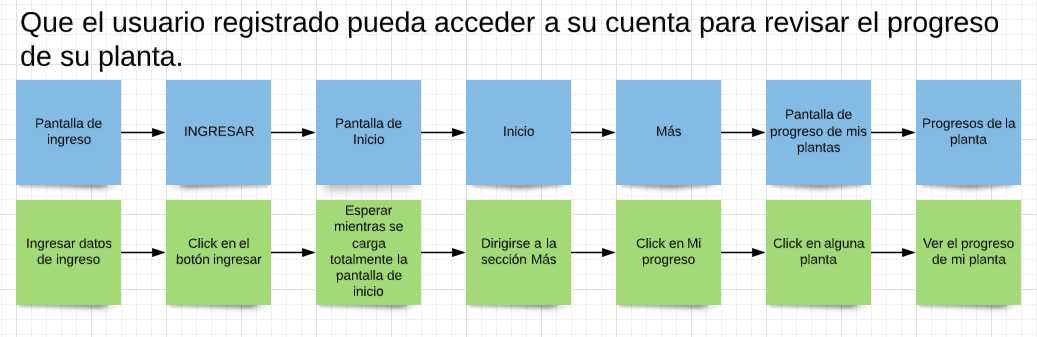 Que el usuario registrado pueda acceder a su cuenta para revisar el progreso
de su planta.
Pantalla de
ingreso
INGRESAR
Pantalla de
Inicio
Inicio
Más
Pantalla de
progreso de mis
plantas
Progresos de la
planta
Ingresar datos
de ingreso
Click en el
botón ingresar
Esperar
mientras se
carga
totalmente la
pantalla de
inicio
Dirigirse a la
sección Más
Click en Mi
progreso
Click en alguna
planta
Ver el progreso
de mi planta